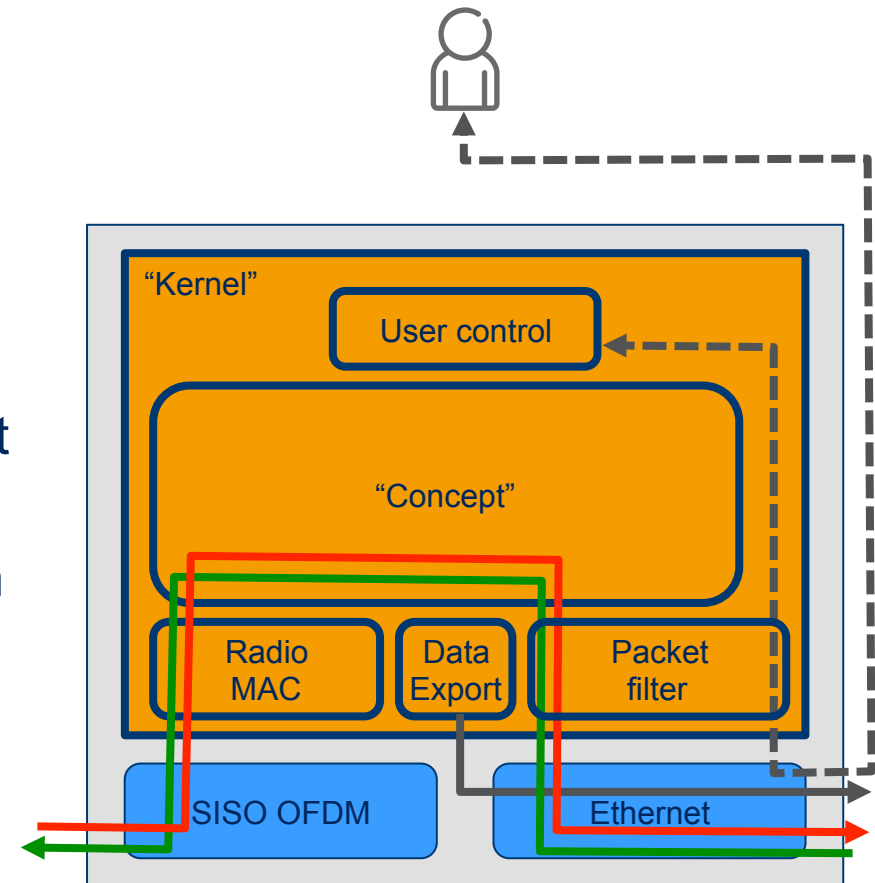 “Kernel”
User control
“Concept”
Radio
MAC
Data
Export
Packet
filter
SISO OFDM
Ethernet